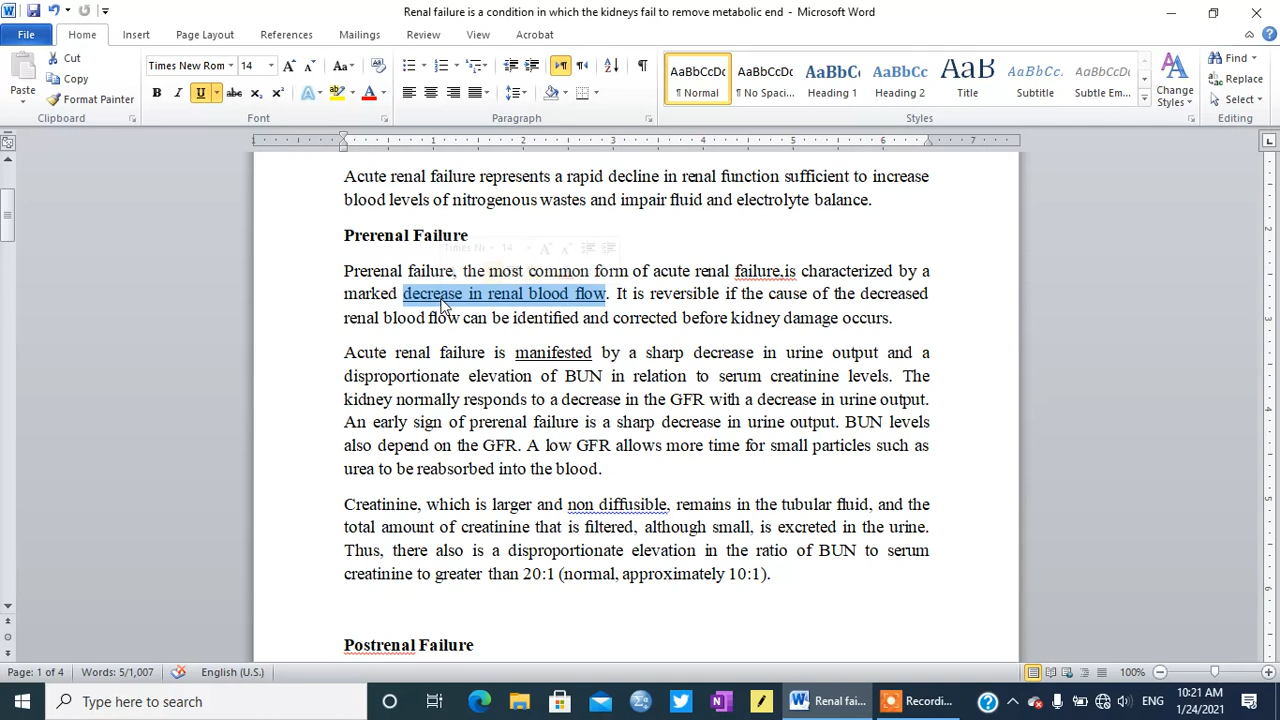 Renal failure is a condition in which the kidneys fail to remove metabolic end - Microsoft Word
File Home Insert Page Layout References Mailings Review View Acrobat
Cut
Copy
Format Painter
Paste
Clipboard
Times New Rom 14
Font
Paragraph
AaBbCcDc AaBbCcDc AaBbC AaBbCc AaB AaBbCc. AaBbCcDc
¶ Normal ¶ No Spaci... Heading 1 Heading 2 Title Subtitle Subtle Em...
Change Styles
Styles
Find
Replace
Select
Editing
1 1 2 3 4 5 6 7
Acute renal failure represents a rapid decline in renal function sufficient to increase
blood levels of nitrogenous wastes and impair fluid and electrolyte balance.
Prerenal Failure
Times Ne 14
Prerenal failure, the most common form of acute renal failure,is characterized by a
marked decrease in renal blood flow. It is reversible if the cause of the decreased
renal blood flow can be identified and corrected before kidney damage occurs.
Acute renal failure is manifested by a sharp decrease in urine output and a
disproportionate elevation of BUN in relation to serum creatinine levels. The
kidney normally responds to a decrease in the GFR with a decrease in urine output.
An early sign of prerenal failure is a sharp decrease in urine output. BUN levels
also depend on the GFR. A low GFR allows more time for small particles such as
urea to be reabsorbed into the blood.
Creatinine, which is larger and non diffusible, remains in the tubular fluid, and the
total amount of creatinine that is filtered, although small, is excreted in the urine.
Thus, there also is a disproportionate elevation in the ratio of BUN to serum
creatinine to greater than 20:1 (normal, approximately 10:1).
Postrenal Failure
Page: 1 of 4 Words: 5/1,007 English (U.S.) 100%
Type here to search
Renal fai...
Recordi...
ENG
10:21 AM
1/24/2021